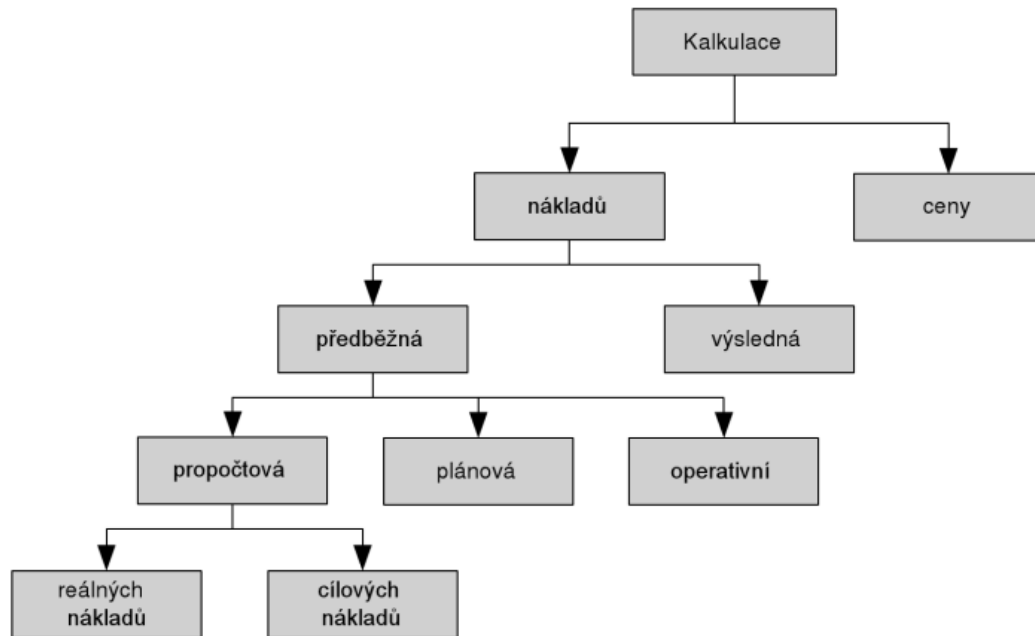 Kalkulace
nákladů
ceny
předběžná
výsledná
propočtová
plánová
operativní
reálných
nákladů
cílových
nákladů